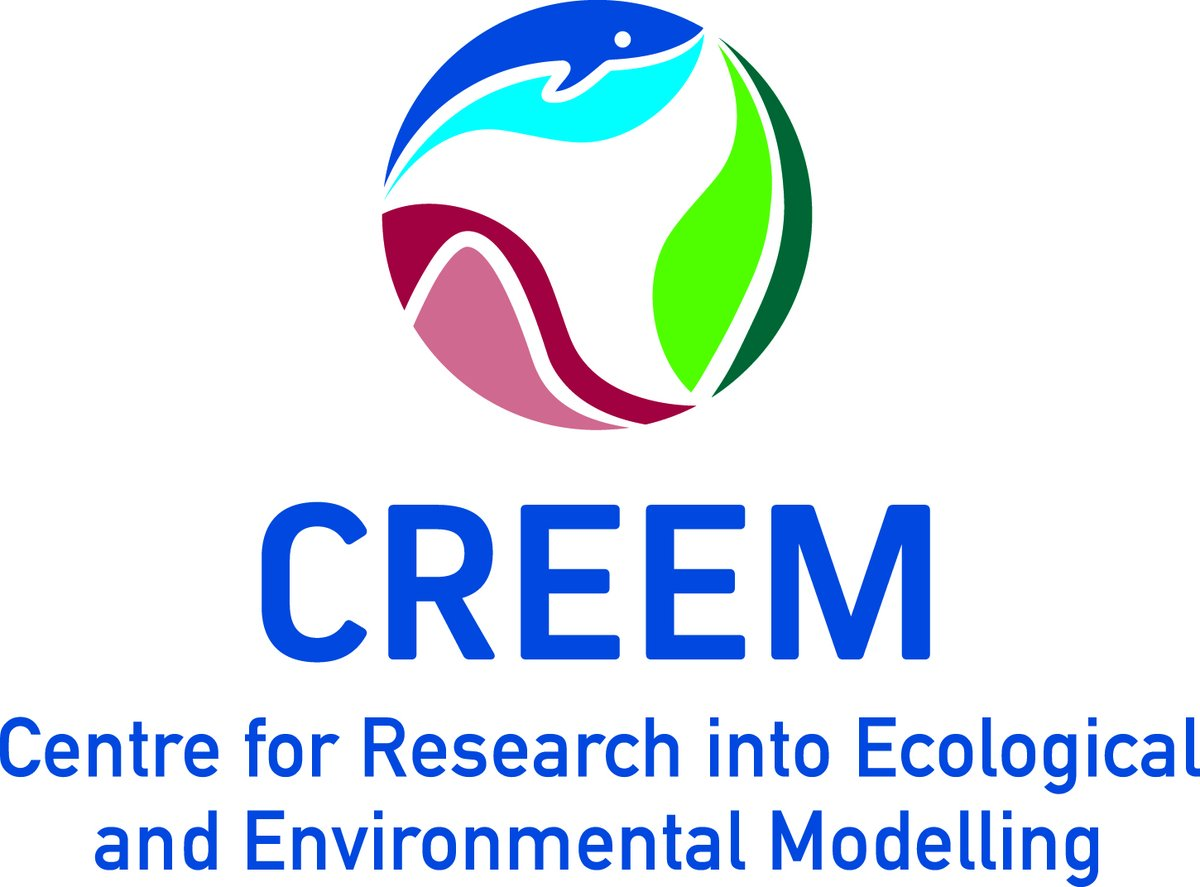 CREEM
Centre for Research into Ecological
and Environmental Modelling